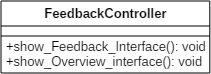 FeedbackController
+show_Feedback_Interface(): void
+show_Overview_interface(): void